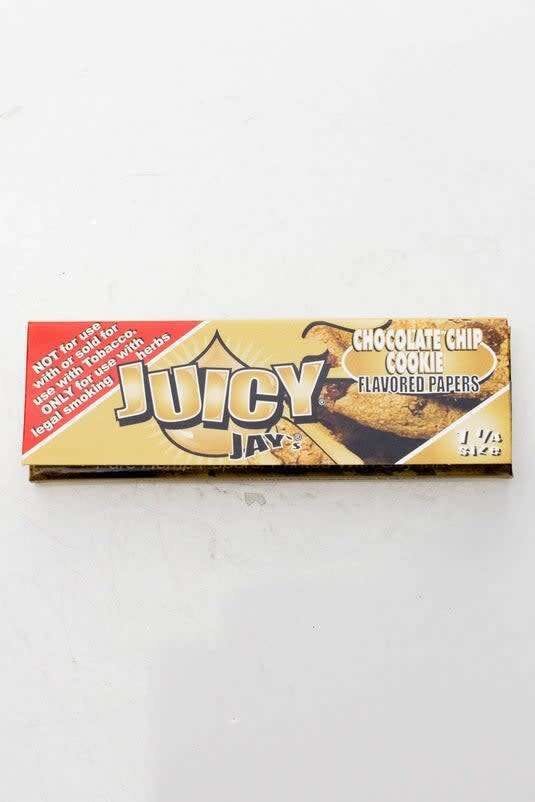 NOT for use
with or sold for
use with Tobacco.
ONLY for use with
legal smoking herbs
JUICY®
JAY'S®
CHOCOLATE CHIP
COOKIE
FLAVORED PAPERS
1 1/4
SIZE